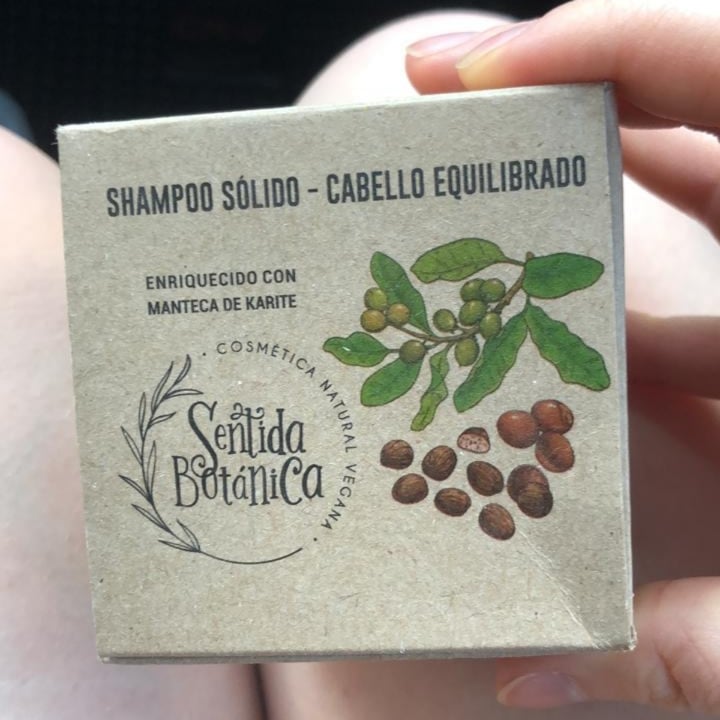 SHAMPOO SÓLIDO - CABELLO EQUILIBRADO
ENRIQUECIDO CON
MANTECA DE KARITE
· COSMÉTICA NATURAL VEGANA ·
Sentida
Botánica